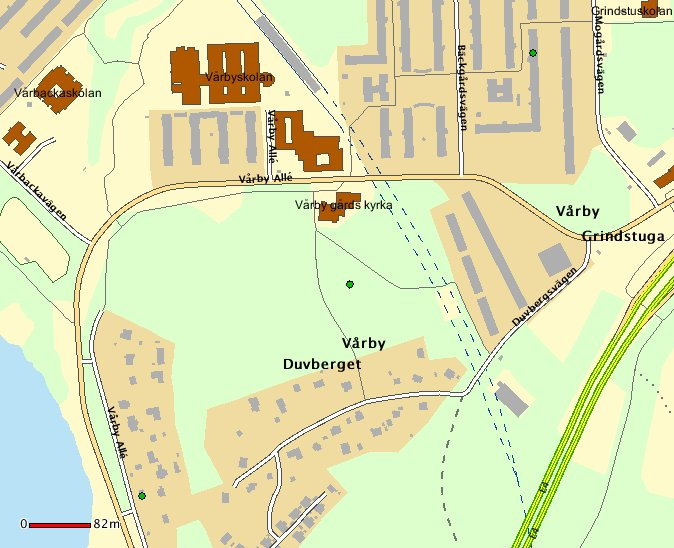 Grindstuskolan
Mogårdsvägen
Bäckgårdsvägen
Vårbyskolan
Vårbackaskolan
Vårby Allé
Vårbackavägen
Vårby Allé
Vårby gårds kyrka
Vårby
Grindstuga
Duvbergsvägen
Vårby
Duvberget
Vårby Allé
E4
E4
0 82m